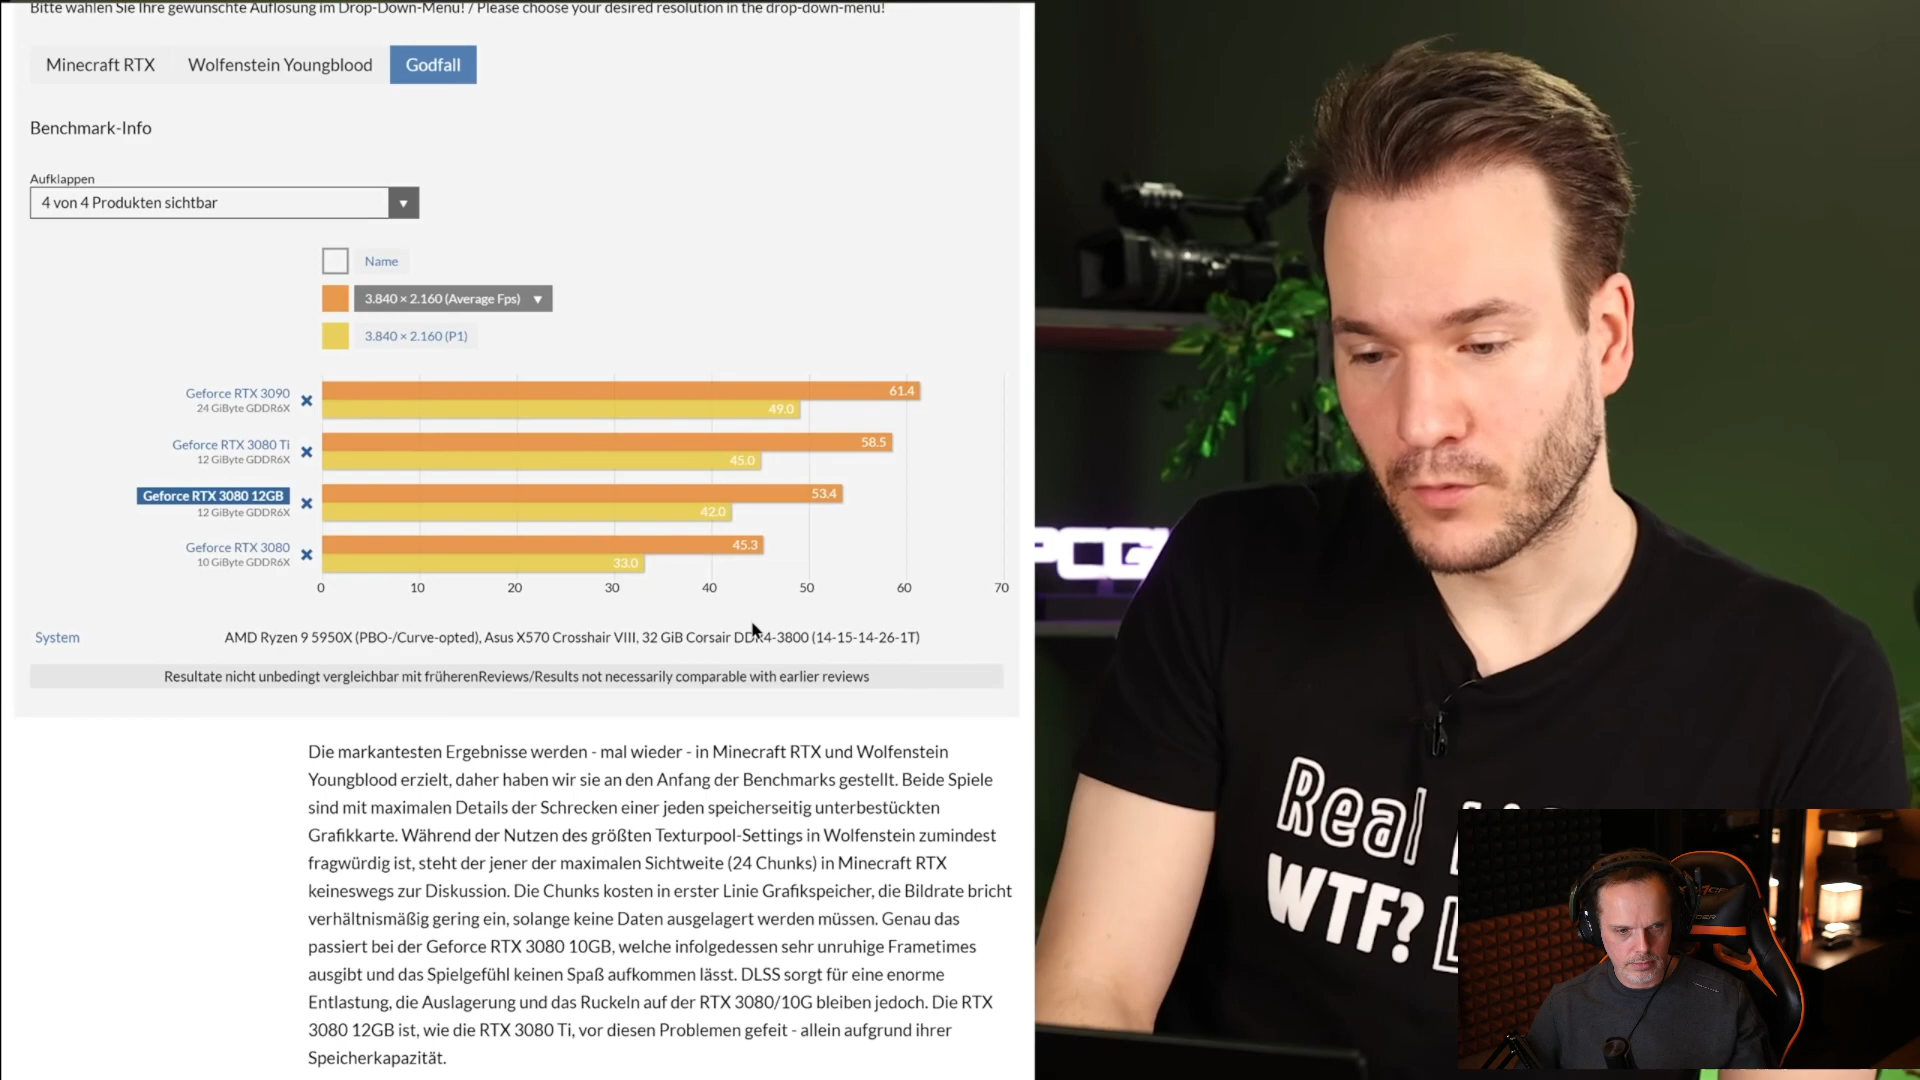 Bitte wählen Sie Ihre gewünschte Auflösung im Drop-Down-Menü! / Please choose your desired resolution in the drop-down-menu!
Minecraft RTX
Wolfenstein Youngblood
Godfall
Benchmark-Info
Aufklappen
4 von 4 Produkten sichtbar
Name
3.840 × 2.160 (Average Fps)
3.840 × 2.160 (P1)
Geforce RTX 3090
24 GiByte GDDR6X
61.4
49.0
Geforce RTX 3080 Ti
12 GiByte GDDR6X
58.5
45.0
Geforce RTX 3080 12GB
12 GiByte GDDR6X
53.4
42.0
Geforce RTX 3080
10 GiByte GDDR6X
45.3
33.0
0 10 20 30 40 50 60 70
System
AMD Ryzen 9 5950X (PBO-/Curve-opted), Asus X570 Crosshair VIII, 32 GiB Corsair DDR4-3800 (14-15-14-26-1T)
Resultate nicht unbedingt vergleichbar mit früherenReviews/Results not necessarily comparable with earlier reviews
Die markantesten Ergebnisse werden - mal wieder - in Minecraft RTX und Wolfenstein
Youngblood erzielt, daher haben wir sie an den Anfang der Benchmarks gestellt. Beide Spiele
sind mit maximalen Details der Schrecken einer jeden speicherseitig unterbestückten
Grafikkarte. Während der Nutzen des größten Texturpool-Settings in Wolfenstein zumindest
fragwürdig ist, steht der jener der maximalen Sichtweite (24 Chunks) in Minecraft RTX
keineswegs zur Diskussion. Die Chunks kosten in erster Linie Grafikspeicher, die Bildrate bricht
verhältnismäßig gering ein, solange keine Daten ausgelagert werden müssen. Genau das
passiert bei der Geforce RTX 3080 10GB, welche infolgedessen sehr unruhige Frametimes
ausgibt und das Spielgefühl keinen Spaß aufkommen lässt. DLSS sorgt für eine enorme
Entlastung, die Auslagerung und das Ruckeln auf der RTX 3080/10G bleiben jedoch. Die RTX
3080 12GB ist, wie die RTX 3080 Ti, vor diesen Problemen gefeit - allein aufgrund ihrer
Speicherkapazität.
PCG
Real
WTF?